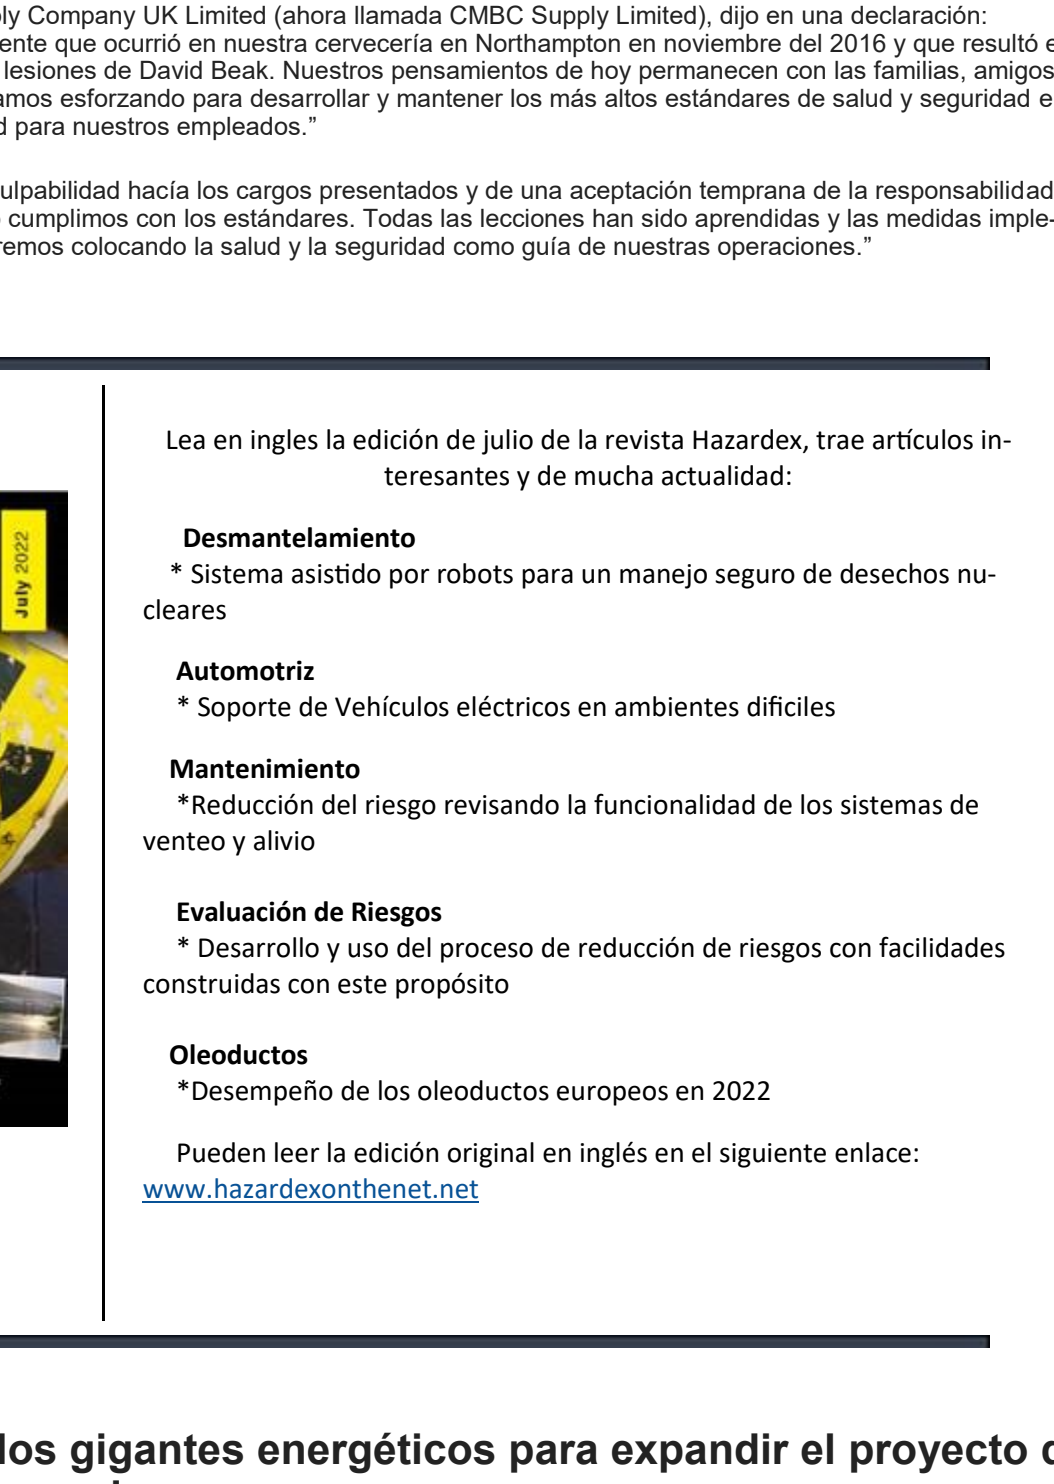 ply Company UK Limited (ahora llamada CMBC Supply Limited), dijo en una declaración:
ente que ocurrió en nuestra cervecería en Northampton en noviembre del 2016 y que resultó e
lesiones de David Beak. Nuestros pensamientos de hoy permanecen con las familias, amigos
amos esforzando para desarrollar y mantener los más altos estándares de salud y seguridad e
d para nuestros empleados.”
ulpabilidad hacía los cargos presentados y de una aceptación temprana de la responsabilidad
o cumplimos con los estándares. Todas las lecciones han sido aprendidas y las medidas imple-
remos colocando la salud y la seguridad como guía de nuestras operaciones.”
July 2022
Lea en ingles la edición de julio de la revista Hazardex, trae artículos in-
teresantes y de mucha actualidad:
Desmantelamiento
* Sistema asistido por robots para un manejo seguro de desechos nu-
cleares
Automotriz
* Soporte de Vehículos eléctricos en ambientes dificiles
Mantenimiento
*Reducción del riesgo revisando la funcionalidad de los sistemas de
venteo y alivio
Evaluación de Riesgos
* Desarrollo y uso del proceso de reducción de riesgos con facilidades
construidas con este propósito
Oleoductos
*Desempeño de los oleoductos europeos en 2022
Pueden leer la edición original en inglés en el siguiente enlace:
www.hazardexonthenet.net
los gigantes energéticos para expandir el proyecto